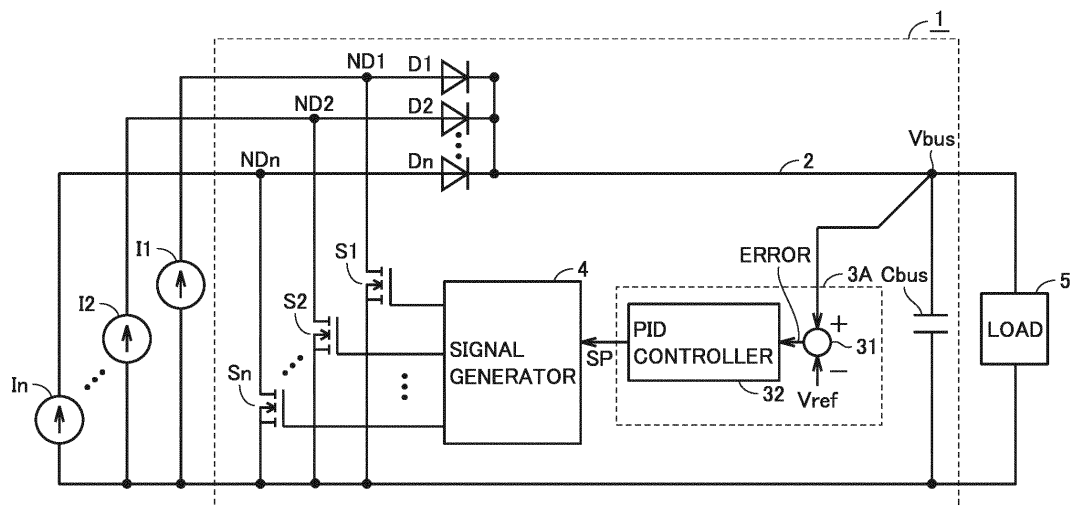 1
ND1
D1
ND2
D2
NDn
Dn
2
Vbus
I1
S1
I2
S2
In
Sn
4
SIGNAL
GENERATOR
ERROR
3A
Cbus
5
PID
CONTROLLER
SP
32
+
31
−
Vref
LOAD